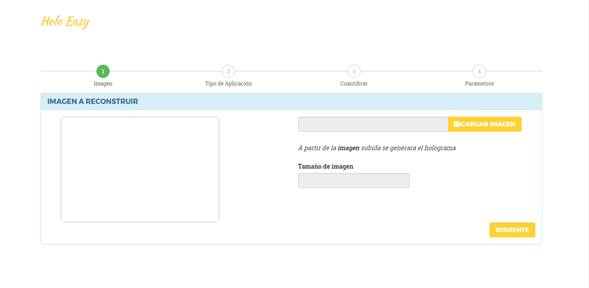 Holo Easy
1
2
3
4
Imagen
Tipo de Aplicación
Cuantificar
Parametros
IMAGEN A RECONSTRUIR
CARGAR IMAGEN
A partir de la imagen subida se generara el holograma
Tamaño de imagen
SIGUIENTE